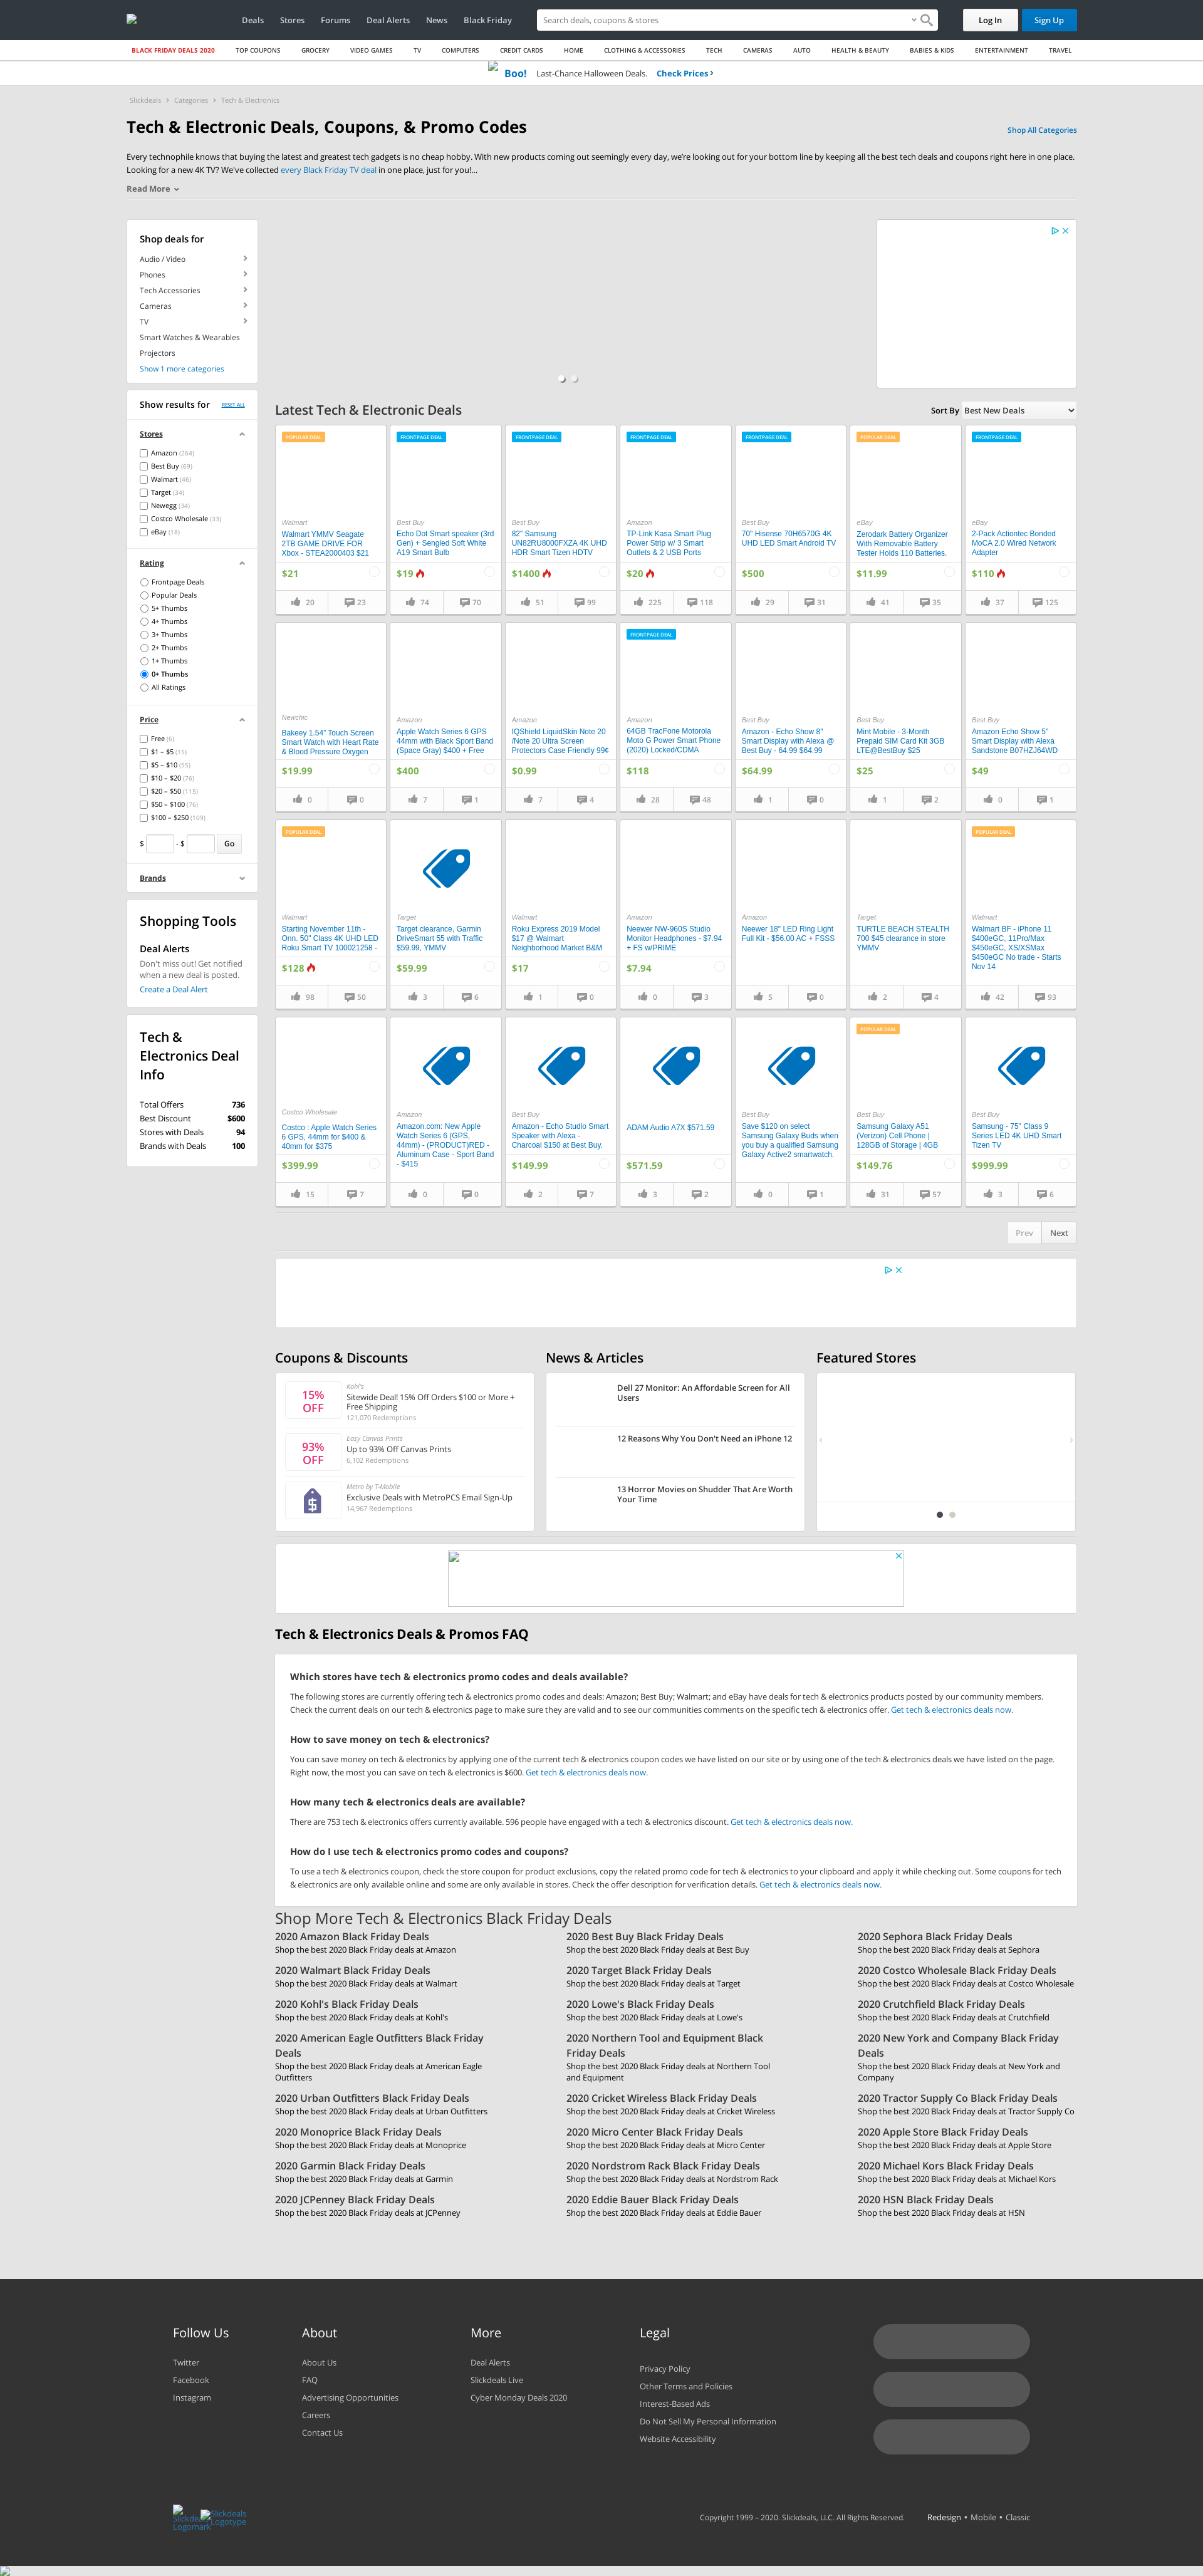 Deals Stores Forums Deal Alerts News Black Friday Search deals, coupons & stores Log In Sign Up
BLACK FRIDAY DEALS 2020 TOP COUPONS GROCERY VIDEO GAMES TV COMPUTERS CREDIT CARDS HOME CLOTHING & ACCESSORIES TECH CAMERAS AUTO HEALTH & BEAUTY BABIES & KIDS ENTERTAINMENT TRAVEL
Boo! Last-Chance Halloween Deals. Check Prices
Slickdeals Categories Tech & Electronics
Tech & Electronic Deals, Coupons, & Promo Codes
Shop All Categories
Every technophile knows that buying the latest and greatest tech gadgets is no cheap hobby. With new products coming out seemingly every day, we're looking out for your bottom line by keeping all the best tech deals and coupons right here in one place.
Looking for a new 4K TV? We've collected every Black Friday TV deal in one place, just for you!...
Read More
Shop deals for
Audio / Video
Phones
Tech Accessories
Cameras
TV
Smart Watches & Wearables
Projectors
Show 1 more categories
Show results for RESET ALL
Stores
Amazon (264)
Best Buy (69)
Walmart (46)
Target (34)
Newegg (34)
Costco Wholesale (33)
eBay (18)
Rating
Frontpage Deals
Popular Deals
5+ Thumbs
4+ Thumbs
3+ Thumbs
2+ Thumbs
1+ Thumbs
0+ Thumbs
All Ratings
Price
Free (6)
$1 – $5 (15)
$5 – $10 (55)
$10 – $20 (76)
$20 – $50 (115)
$50 – $100 (76)
$100 – $250 (109)
$ - $ Go
Brands
Shopping Tools
Deal Alerts
Don't miss out! Get notified
when a new deal is posted.
Create a Deal Alert
Tech &
Electronics Deal
Info
Total Offers 736
Best Discount $600
Stores with Deals 94
Brands with Deals 100
Latest Tech & Electronic Deals
Sort By Best New Deals
POPULAR DEAL
Walmart
Walmart YMMV Seagate
2TB GAME DRIVE FOR
Xbox - STEA2000403 $21
$21
20 23
FRONTPAGE DEAL
Best Buy
Echo Dot Smart speaker (3rd
Gen) + Sengled Soft White
A19 Smart Bulb
$19
74 70
FRONTPAGE DEAL
Best Buy
82" Samsung
UN82RU8000FXZA 4K UHD
HDR Smart Tizen HDTV
$1400
51 99
FRONTPAGE DEAL
Amazon
TP-Link Kasa Smart Plug
Power Strip w/ 3 Smart
Outlets & 2 USB Ports
$20
225 118
FRONTPAGE DEAL
Best Buy
70" Hisense 70H6570G 4K
UHD LED Smart Android TV
$500
29 31
POPULAR DEAL
eBay
Zerodark Battery Organizer
With Removable Battery
Tester Holds 110 Batteries.
$11.99
41 35
FRONTPAGE DEAL
eBay
2-Pack Actiontec Bonded
MoCA 2.0 Wired Network
Adapter
$110
37 125
Newchic
Bakeey 1.54" Touch Screen
Smart Watch with Heart Rate
& Blood Pressure Oxygen
$19.99
0 0
Amazon
Apple Watch Series 6 GPS
44mm with Black Sport Band
(Space Gray) $400 + Free
$400
7 1
Amazon
IQShield LiquidSkin Note 20
/Note 20 Ultra Screen
Protectors Case Friendly 99¢
$0.99
7 4
FRONTPAGE DEAL
Amazon
64GB TracFone Motorola
Moto G Power Smart Phone
(2020) Locked/CDMA
$118
28 48
Best Buy
Amazon - Echo Show 8"
Smart Display with Alexa @
Best Buy - 64.99 $64.99
$64.99
1 0
Best Buy
Mint Mobile - 3-Month
Prepaid SIM Card Kit 3GB
LTE@BestBuy $25
$25
1 2
Best Buy
Amazon Echo Show 5"
Smart Display with Alexa
Sandstone B07HZJ64WD
$49
0 1
POPULAR DEAL
Walmart
Starting November 11th -
Onn. 50" Class 4K UHD LED
Roku Smart TV 100021258 -
$128
98 50
Target
Target clearance, Garmin
DriveSmart 55 with Traffic
$59.99, YMMV
$59.99
3 6
Walmart
Roku Express 2019 Model
$17 @ Walmart
Neighborhood Market B&M
$17
1 0
Amazon
Neewer NW-960S Studio
Monitor Headphones - $7.94
+ FS w/PRIME
$7.94
0 3
Amazon
Neewer 18" LED Ring Light
Full Kit - $56.00 AC + FSSS
5 0
Target
TURTLE BEACH STEALTH
700 $45 clearance in store
YMMV
2 4
POPULAR DEAL
Walmart
Walmart BF - iPhone 11
$400eGC, 11Pro/Max
$450eGC, XS/XSMax
$450eGC No trade - Starts
Nov 14
42 93
Costco Wholesale
Costco : Apple Watch Series
6 GPS, 44mm for $400 &
40mm for $375
$399.99
15 7
Amazon
Amazon.com: New Apple
Watch Series 6 (GPS,
44mm) - (PRODUCT)RED -
Aluminum Case - Sport Band
- $415
0 0
Best Buy
Amazon - Echo Studio Smart
Speaker with Alexa -
Charcoal $150 at Best Buy.
$149.99
2 7
ADAM Audio A7X $571.59
$571.59
3 2
Best Buy
Save $120 on select
Samsung Galaxy Buds when
you buy a qualified Samsung
Galaxy Active2 smartwatch.
0 1
POPULAR DEAL
Best Buy
Samsung Galaxy A51
(Verizon) Cell Phone |
128GB of Storage | 4GB
$149.76
31 57
Best Buy
Samsung - 75" Class 9
Series LED 4K UHD Smart
Tizen TV
$999.99
3 6
Prev Next
Coupons & Discounts
15% OFF
Kohl's
Sitewide Deal! 15% Off Orders $100 or More +
Free Shipping
121,070 Redemptions
93% OFF
Easy Canvas Prints
Up to 93% Off Canvas Prints
6,102 Redemptions
Metro by T-Mobile
Exclusive Deals with MetroPCS Email Sign-Up
14,967 Redemptions
News & Articles
Dell 27 Monitor: An Affordable Screen for All
Users
12 Reasons Why You Don't Need an iPhone 12
13 Horror Movies on Shudder That Are Worth
Your Time
Featured Stores
Tech & Electronics Deals & Promos FAQ
Which stores have tech & electronics promo codes and deals available?
The following stores are currently offering tech & electronics promo codes and deals: Amazon; Best Buy; Walmart; and eBay have deals for tech & electronics products posted by our community members.
Check the current deals on our tech & electronics page to make sure they are valid and to see our communities comments on the specific tech & electronics offer. Get tech & electronics deals now.
How to save money on tech & electronics?
You can save money on tech & electronics by applying one of the current tech & electronics coupon codes we have listed on our site or by using one of the tech & electronics deals we have listed on the page.
Right now, the most you can save on tech & electronics is $600. Get tech & electronics deals now.
How many tech & electronics deals are available?
There are 753 tech & electronics offers currently available. 596 people have engaged with a tech & electronics discount. Get tech & electronics deals now.
How do I use tech & electronics promo codes and coupons?
To use a tech & electronics coupon, check the store coupon for product exclusions, copy the related promo code for tech & electronics to your clipboard and apply it while checking out. Some coupons for tech
& electronics are only available online and some are only available in stores. Check the offer description for verification details. Get tech & electronics deals now.
Shop More Tech & Electronics Black Friday Deals
2020 Amazon Black Friday Deals
Shop the best 2020 Black Friday deals at Amazon
2020 Best Buy Black Friday Deals
Shop the best 2020 Black Friday deals at Best Buy
2020 Sephora Black Friday Deals
Shop the best 2020 Black Friday deals at Sephora
2020 Walmart Black Friday Deals
Shop the best 2020 Black Friday deals at Walmart
2020 Target Black Friday Deals
Shop the best 2020 Black Friday deals at Target
2020 Costco Wholesale Black Friday Deals
Shop the best 2020 Black Friday deals at Costco Wholesale
2020 Kohl's Black Friday Deals
Shop the best 2020 Black Friday deals at Kohl's
2020 Lowe's Black Friday Deals
Shop the best 2020 Black Friday deals at Lowe's
2020 Crutchfield Black Friday Deals
Shop the best 2020 Black Friday deals at Crutchfield
2020 American Eagle Outfitters Black Friday
Deals
Shop the best 2020 Black Friday deals at American Eagle
Outfitters
2020 Northern Tool and Equipment Black
Friday Deals
Shop the best 2020 Black Friday deals at Northern Tool
and Equipment
2020 New York and Company Black Friday
Deals
Shop the best 2020 Black Friday deals at New York and
Company
2020 Urban Outfitters Black Friday Deals
Shop the best 2020 Black Friday deals at Urban Outfitters
2020 Cricket Wireless Black Friday Deals
Shop the best 2020 Black Friday deals at Cricket Wireless
2020 Tractor Supply Co Black Friday Deals
Shop the best 2020 Black Friday deals at Tractor Supply Co
2020 Monoprice Black Friday Deals
Shop the best 2020 Black Friday deals at Monoprice
2020 Micro Center Black Friday Deals
Shop the best 2020 Black Friday deals at Micro Center
2020 Apple Store Black Friday Deals
Shop the best 2020 Black Friday deals at Apple Store
2020 Garmin Black Friday Deals
Shop the best 2020 Black Friday deals at Garmin
2020 Nordstrom Rack Black Friday Deals
Shop the best 2020 Black Friday deals at Nordstrom Rack
2020 Michael Kors Black Friday Deals
Shop the best 2020 Black Friday deals at Michael Kors
2020 JCPenney Black Friday Deals
Shop the best 2020 Black Friday deals at JCPenney
2020 Eddie Bauer Black Friday Deals
Shop the best 2020 Black Friday deals at Eddie Bauer
2020 HSN Black Friday Deals
Shop the best 2020 Black Friday deals at HSN
Follow Us
Twitter
Facebook
Instagram
About
About Us
FAQ
Advertising Opportunities
Careers
Contact Us
More
Deal Alerts
Slickdeals Live
Cyber Monday Deals 2020
Legal
Privacy Policy
Other Terms and Policies
Interest-Based Ads
Do Not Sell My Personal Information
Website Accessibility
Slickdeals Logomark
Slickdeals Logotype
Copyright 1999 – 2020. Slickdeals, LLC. All Rights Reserved. Redesign • Mobile • Classic